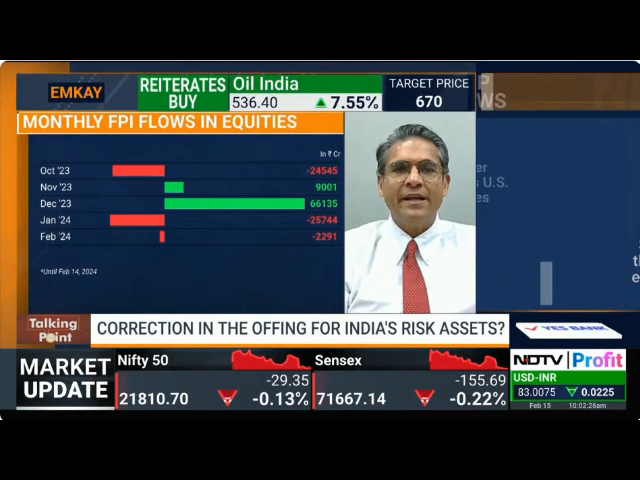 EMKAY
REITERATES
BUY
Oil India
536.40
7.55%
TARGET PRICE
670
MONTHLY FPI FLOWS IN EQUITIES
In ₹ Cr
Oct '23
-24545
Nov '23
9001
Dec '23
66135
Jan '24
-25744
Feb '24
-2291
*Until Feb 14, 2024
U.S.
Talking
Point
CORRECTION IN THE OFFING FOR INDIA'S RISK ASSETS?
YES BANK
MARKET
UPDATE
Nifty 50
-29.35
21810.70
-0.13%
Sensex
-155.69
71667.14
-0.22%
NDTV Profit
USD-INR
83.0075
0.0225
Feb 15
10:02:26am